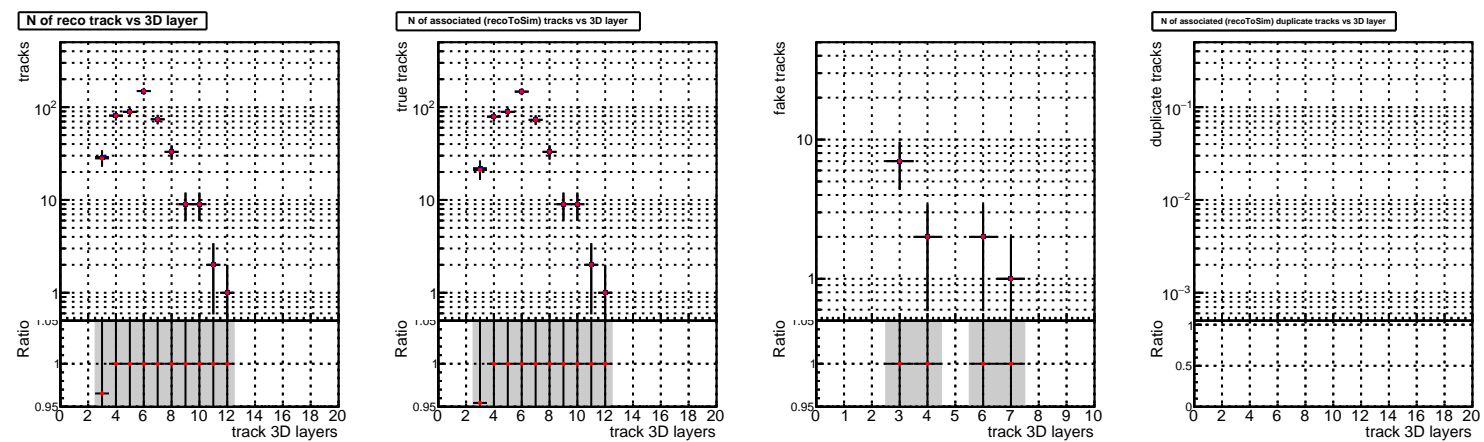 N of reco track vs 3D layer
tracks
10²
10
1
Ratio
1.05
1
0.95
0 2 4 6 8 10 12 14 16 18 20
track 3D layers
N of associated (recoToSim) tracks vs 3D layer
true tracks
10²
10
1
Ratio
1.05
1
0.95
0 2 4 6 8 10 12 14 16 18 20
track 3D layers
fake tracks
10
1
Ratio
1.05
1
0.95
0 1 2 3 4 5 6 7 8 9 10
track 3D layers
N of associated (recoToSim) duplicate tracks vs 3D layer
duplicate tracks
10⁻¹
10⁻²
10⁻³
Ratio
1
0.5
0
0 2 4 6 8 10 12 14 16 18 20
track 3D layers